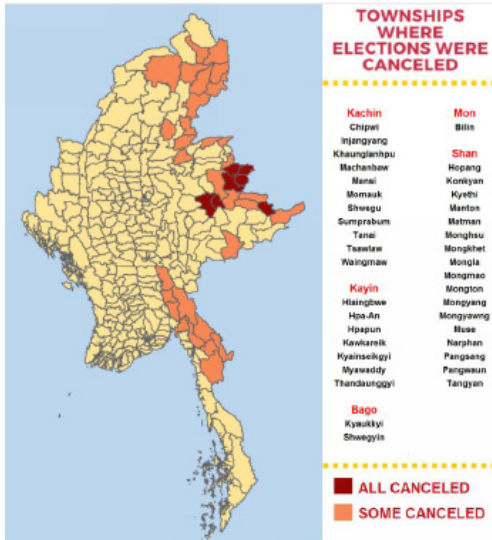 TOWNSHIPS
WHERE
ELECTIONS WERE
CANCELED
Kachin
Chipwi
Injangyang
Khaunglanhpu
Machanbaw
Mansi
Momauk
Shwegu
Sumprabum
Tanai
Tsawlaw
Waingmaw
Kayin
Hlaingbwe
Hpa-An
Hpapun
Kawkareik
Kyainseikgyi
Myawaddy
Thandaunggyi
Bago
Kyaukkyi
Shwegyin
Mon
Bilin
Shan
Hopang
Konkyan
Kyethi
Manton
Matman
Monghsu
Mongkhet
Mongla
Mongmao
Mongton
Mongyang
Mongyawng
Muse
Narphan
Pangsang
Pangwaun
Tangyan
ALL CANCELED
SOME CANCELED